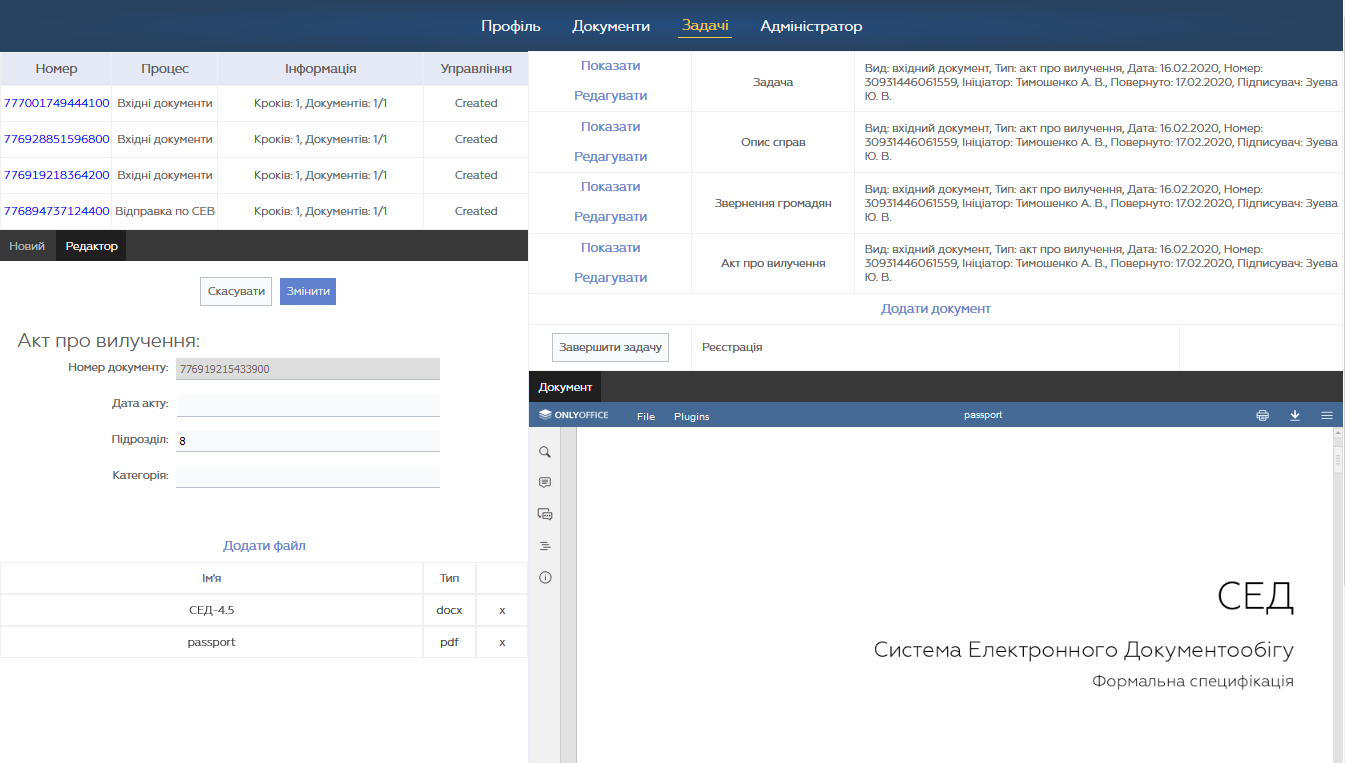 Профіль Документи Задачі Адміністратор
Номер Процес Інформація Управління
777001749444100 Вхідні документи Кроків: 1, Документів: 1/1 Created
776928851596800 Вхідні документи Кроків: 1, Документів: 1/1 Created
776919218364200 Вхідні документи Кроків: 1, Документів: 1/1 Created
776894737124400 Відправка по СЕВ Кроків: 1, Документів: 1/1 Created
Новий Редактор
Скасувати Змінити
Акт про вилучення:
Номер документу: 776919215433900
Дата акту:
Підрозділ: 8
Категорія:
Додати файл
Ім'я Тип
СЕД-4.5 docx x
passport pdf x
Показати
Редагувати
Задача
Вид: вхідний документ, Тип: акт про вилучення, Дата: 16.02.2020, Номер:
30931446061559, Ініціатор: Тимошенко А. В., Повернуто: 17.02.2020, Підписувач: Зуева
Ю. В.
Показати
Редагувати
Опис справ
Вид: вхідний документ, Тип: акт про вилучення, Дата: 16.02.2020, Номер:
30931446061559, Ініціатор: Тимошенко А. В., Повернуто: 17.02.2020, Підписувач: Зуева
Ю. В.
Показати
Редагувати
Звернення громадян
Вид: вхідний документ, Тип: акт про вилучення, Дата: 16.02.2020, Номер:
30931446061559, Ініціатор: Тимошенко А. В., Повернуто: 17.02.2020, Підписувач: Зуева
Ю. В.
Показати
Редагувати
Акт про вилучення
Вид: вхідний документ, Тип: акт про вилучення, Дата: 16.02.2020, Номер:
30931446061559, Ініціатор: Тимошенко А. В., Повернуто: 17.02.2020, Підписувач: Зуева
Ю. В.
Додати документ
Завершити задачу Реєстрація
Документ
ONLYOFFICE File Plugins passport
СЕД
Система Електронного Документообігу
Формальна специфікація